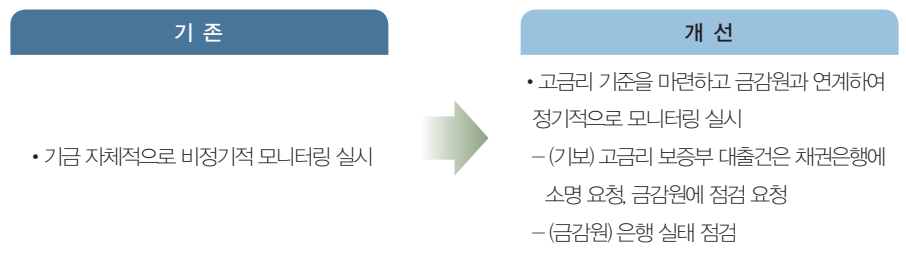 기 존
• 기금 자체적으로 비정기적 모니터링 실시
개 선
• 고금리 기준을 마련하고 금감원과 연계하여
정기적으로 모니터링 실시
– (기보) 고금리 보증부 대출건은 채권은행에
소명 요청, 금감원에 점검 요청
– (금감원) 은행 실태 점검